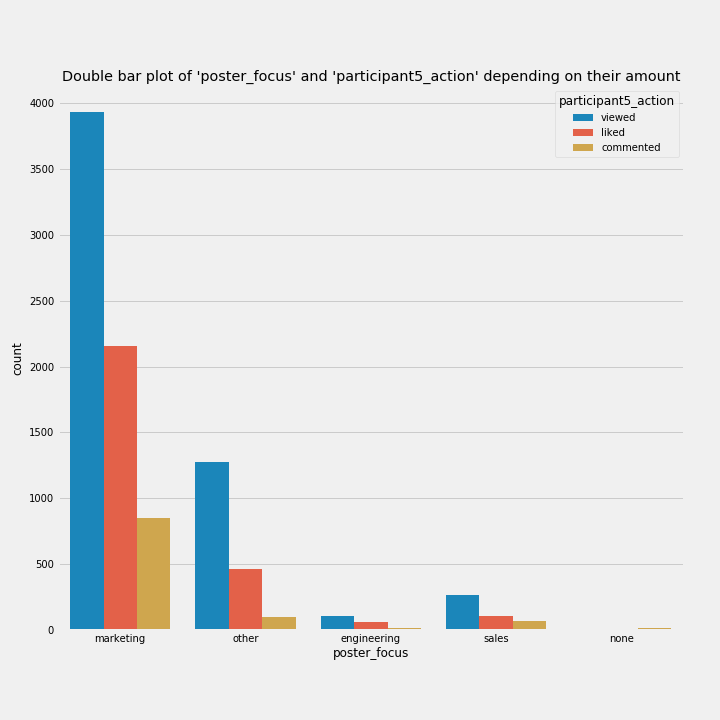 Double bar plot of 'poster_focus' and 'participant5_action' depending on their amount
participant5_action
viewed
liked
commented
4000
3500
3000
2500
2000
1500
1000
500
0
count
marketing other engineering sales none
poster_focus